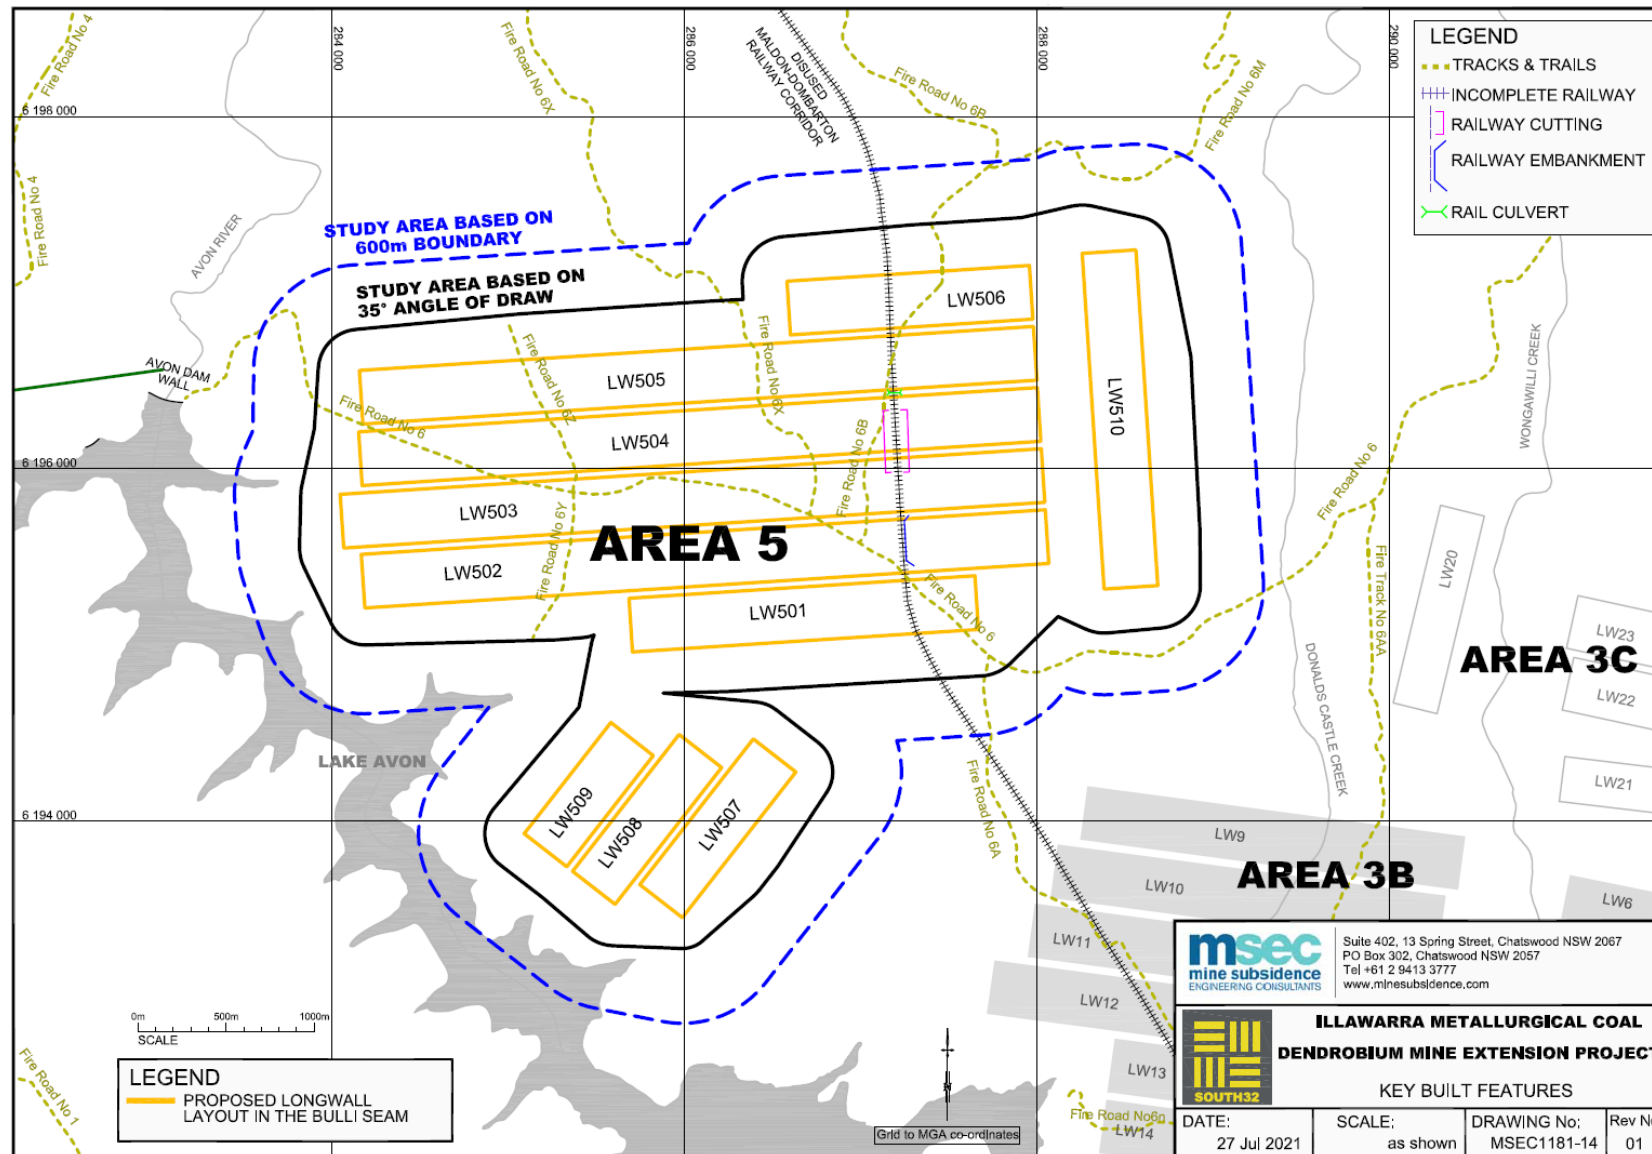 284 000
286 000
288 000
290 000
6 198 000
6 196 000
6 194 000
Fire Road No 4
Fire Road No 4
Fire Road No 6X
DISUSED
MALDON-DOMBARTON
RAILWAY CORRIDOR
Fire Road No 6B
Fire Road No 6M
LEGEND
TRACKS & TRAILS
INCOMPLETE RAILWAY
RAILWAY CUTTING
RAILWAY EMBANKMENT
RAIL CULVERT
AVON RIVER
STUDY AREA BASED ON
600m BOUNDARY
STUDY AREA BASED ON
35° ANGLE OF DRAW
AVON DAM
WALL
Fire Road No 6
Fire Road No 6Z
Fire Road No 6X
Fire Road No 6B
Fire Road No 6Y
Fire Road No 6
Fire Road No 6
Fire Road No 6A
Fire Track No 6AA
LW506
LW505
LW504
LW503
LW502
LW501
LW510
AREA 5
LW509
LW508
LW507
LAKE AVON
DONALDS CASTLE CREEK
WONGAWILLI CREEK
LW20
LW23
AREA 3C
LW22
LW21
LW9
AREA 3B
LW10
LW6
LW11
LW12
LW13
Fire Road No6n
LW14
Fire Road No 1
0m 500m 1000m
SCALE
LEGEND
PROPOSED LONGWALL
LAYOUT IN THE BULLI SEAM
N
Grid to MGA co-ordinates
msec
mine subsidence
ENGINEERING CONSULTANTS
Suite 402, 13 Spring Street, Chatswood NSW 2067
PO Box 302, Chatswood NSW 2057
Tel +61 2 9413 3777
www.minesubsidence.com
SOUTH32
ILLAWARRA METALLURGICAL COAL
DENDROBIUM MINE EXTENSION PROJECT
KEY BUILT FEATURES
DATE: SCALE: DRAWING No: Rev N
27 Jul 2021 as shown MSEC1181-14 01